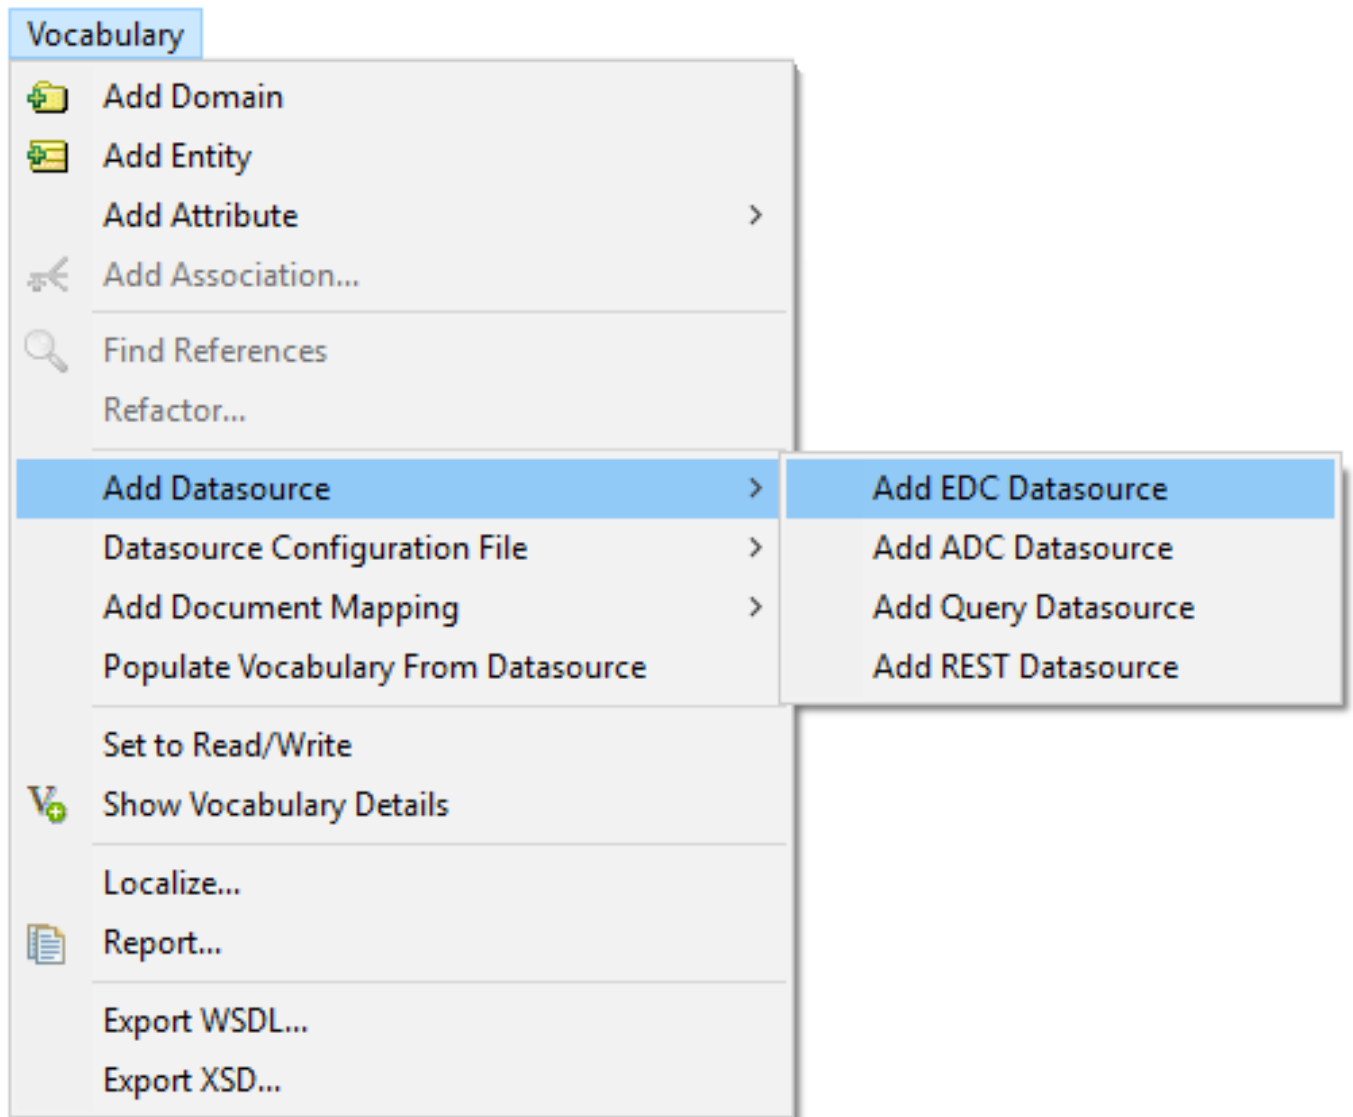 Vocabulary
Add Domain
Add Entity
Add Attribute
Add Association...
Find References
Refactor...
Add Datasource
Datasource Configuration File
Add Document Mapping
Populate Vocabulary From Datasource
Set to Read/Write
Show Vocabulary Details
Localize...
Report...
Export WSDL...
Export XSD...
Add EDC Datasource
Add ADC Datasource
Add Query Datasource
Add REST Datasource